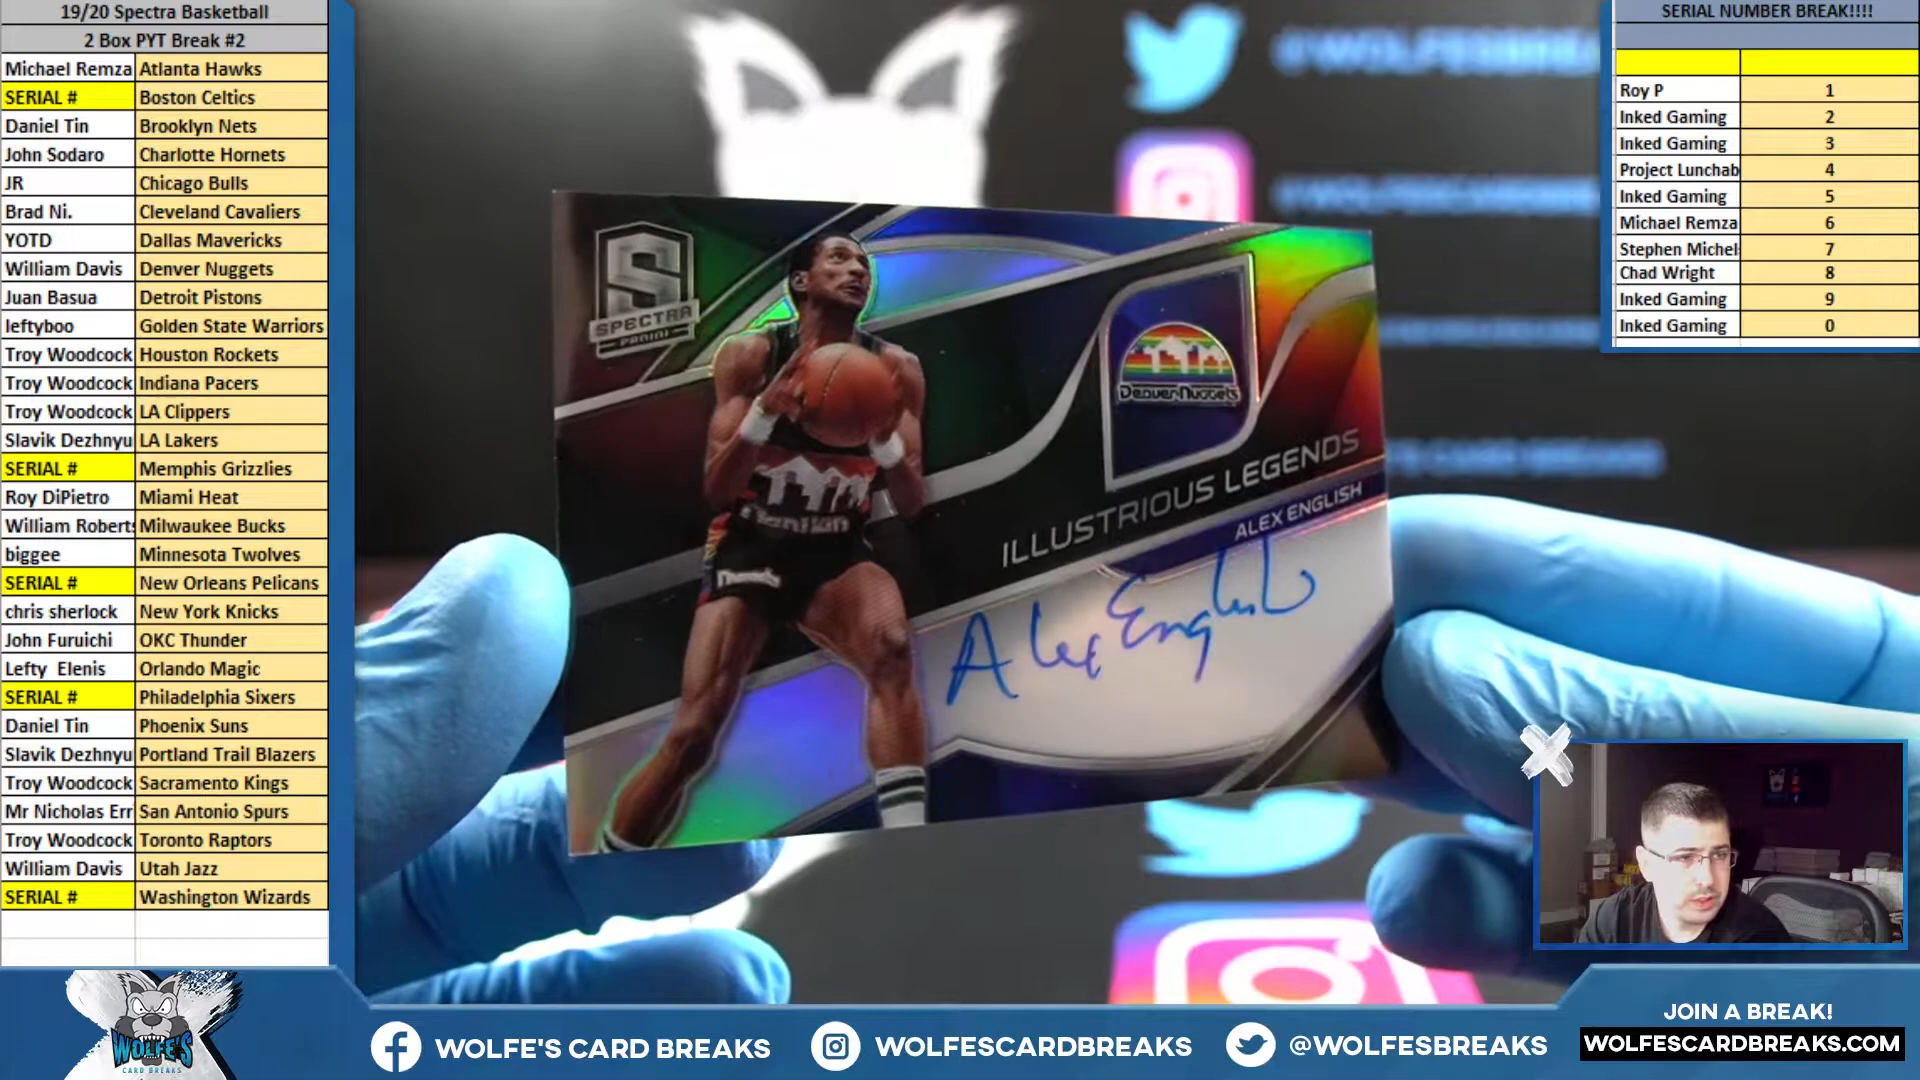 19/20 Spectra Basketball
2 Box PYT Break #2
Michael Remza Atlanta Hawks
SERIAL # Boston Celtics
Daniel Tin Brooklyn Nets
John Sodaro Charlotte Hornets
JR Chicago Bulls
Brad Ni. Cleveland Cavaliers
YOTD Dallas Mavericks
William Davis Denver Nuggets
Juan Basua Detroit Pistons
leftyboo Golden State Warriors
Troy Woodcock Houston Rockets
Troy Woodcock Indiana Pacers
Troy Woodcock LA Clippers
Slavik Dezhnyu LA Lakers
SERIAL # Memphis Grizzlies
Roy DiPietro Miami Heat
William Roberts Milwaukee Bucks
biggee Minnesota Twolves
SERIAL # New Orleans Pelicans
chris sherlock New York Knicks
John Furuichi OKC Thunder
Lefty Elenis Orlando Magic
SERIAL # Philadelphia Sixers
Daniel Tin Phoenix Suns
Slavik Dezhnyu Portland Trail Blazers
Troy Woodcock Sacramento Kings
Mr Nicholas Err San Antonio Spurs
Troy Woodcock Toronto Raptors
William Davis Utah Jazz
SERIAL # Washington Wizards
SERIAL NUMBER BREAK!!!!
Roy P 1
Inked Gaming 2
Inked Gaming 3
Project Lunchab 4
Inked Gaming 5
Michael Remza 6
Stephen Michel 7
Chad Wright 8
Inked Gaming 9
Inked Gaming 0
S
SPECTRA
PANINI
Denver Nuggets
ILLUSTRIOUS LEGENDS
ALEX ENGLISH
Alex English
Nuggets
WOLFE'S
CARD BREAKS
WOLFE'S CARD BREAKS
WOLFESCARDBREAKS
@WOLFESBREAKS
JOIN A BREAK!
WOLFESCARDBREAKS.COM